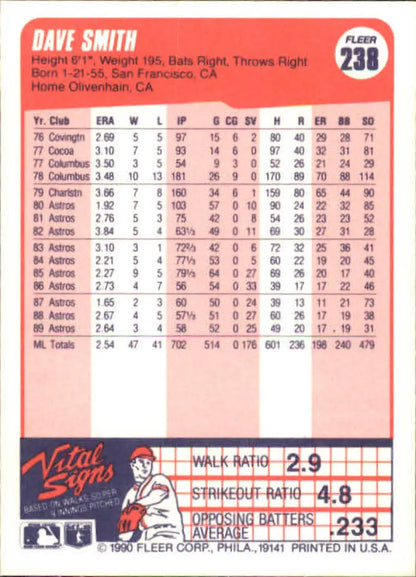 DAVE SMITH
FLEER
238
Height 6'1", Weight 195, Bats Right, Throws Right
Born 1-21-55, San Francisco, CA
Home Olivenhain, CA
Yr. Club ERA W L IP G CG SV H R ER BB SO
76 Covingtn 2.69 5 5 97 15 6 2 80 40 29 28 71
77 Cocoa 3.10 7 5 93 14 6 0 97 40 32 31 81
77 Columbus 3.50 3 5 54 9 3 0 52 26 21 24 29
78 Columbus 3.48 10 13 181 26 9 0 170 89 70 88 114
79 Charlstn 3.66 7 8 160 34 6 1 159 80 65 44 90
80 Astros 1.92 7 5 103 57 0 10 90 24 22 32 85
81 Astros 2.76 5 3 75 42 0 8 54 26 23 23 52
82 Astros 3.84 5 4 63⅓ 49 0 11 69 30 27 31 28
83 Astros 3.10 3 1 72⅔ 42 0 6 72 32 25 36 41
84 Astros 2.21 5 4 77⅓ 53 0 5 60 22 19 20 45
85 Astros 2.27 9 5 79⅓ 64 0 27 69 26 20 17 40
86 Astros 2.73 4 7 56 54 0 33 39 17 17 22 46
87 Astros 1.65 2 3 60 50 0 24 39 13 11 21 73
88 Astros 2.67 4 5 57⅓ 51 0 27 60 26 17 19 38
89 Astros 2.64 3 4 58 52 0 25 49 20 17 19 31
ML Totals 2.54 47 41 702 514 0 176 601 236 198 240 479
Vital
Signs
BASED ON WALKS, SO PER
9 INNINGS PITCHED
WALK RATIO 2.9
STRIKEOUT RATIO 4.8
OPPOSING BATTERS
AVERAGE .233
© 1990 FLEER CORP., PHILA., 19141 PRINTED IN U.S.A.